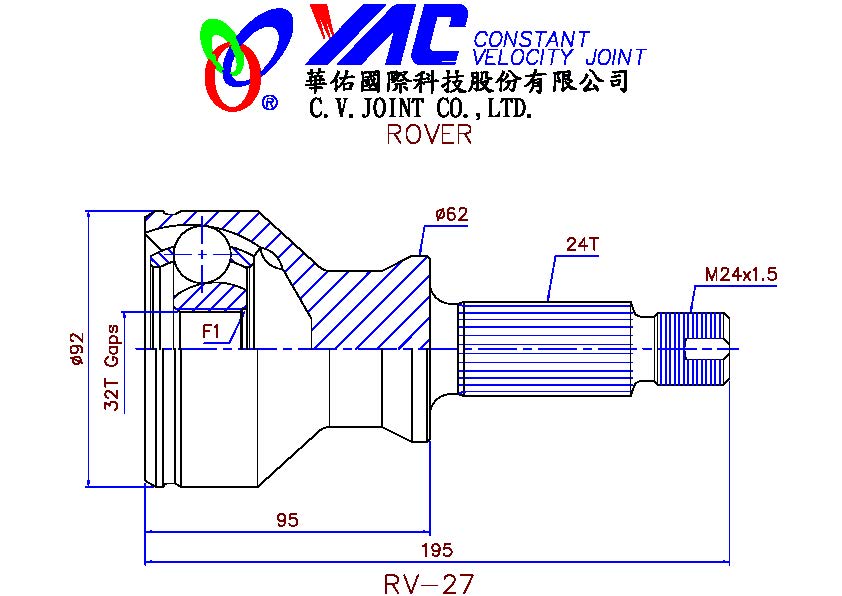 YAC CONSTANT
VELOCITY JOINT
®
華佑國際科技股份有限公司
C.V.JOINT CO.,LTD.
ROVER
ø62
24T
M24x1.5
F1
ø92
32T Gaps
95
195
RV-27